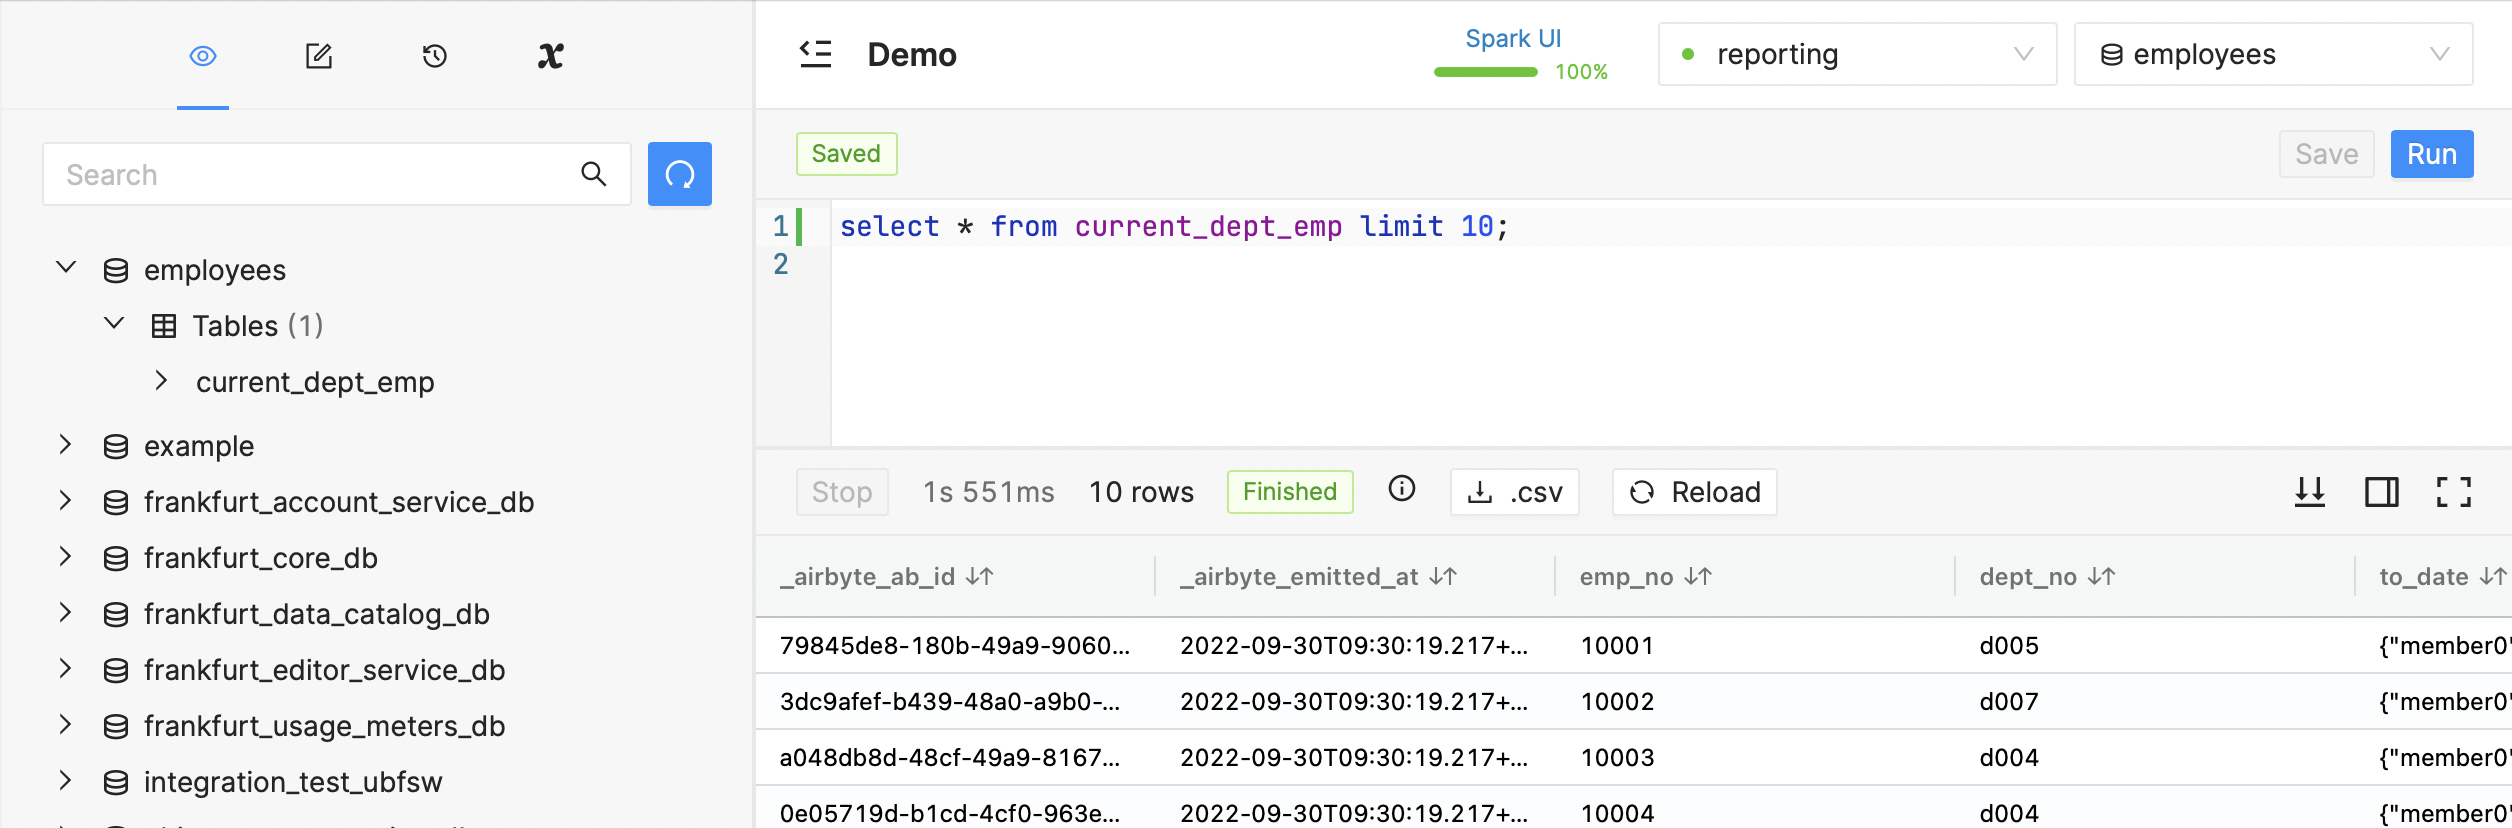 Demo
Spark UI
100%
reporting
employees
Search
Saved
Save
Run
1 select * from current_dept_emp limit 10;
2
employees
Tables (1)
current_dept_emp
example
frankfurt_account_service_db
frankfurt_core_db
frankfurt_data_catalog_db
frankfurt_editor_service_db
frankfurt_usage_meters_db
integration_test_ubfsw
Stop 1s 551ms 10 rows Finished .csv Reload
_airbyte_ab_id _airbyte_emitted_at emp_no dept_no to_date
79845de8-180b-49a9-9060... 2022-09-30T09:30:19.217+... 10001 d005 {"member0"
3dc9afef-b439-48a0-a9b0-... 2022-09-30T09:30:19.217+... 10002 d007 {"member0"
a048db8d-48cf-49a9-8167... 2022-09-30T09:30:19.217+... 10003 d004 {"member0"
0e05719d-b1cd-4cf0-963e... 2022-09-30T09:30:19.217+... 10004 d004 {"member0"